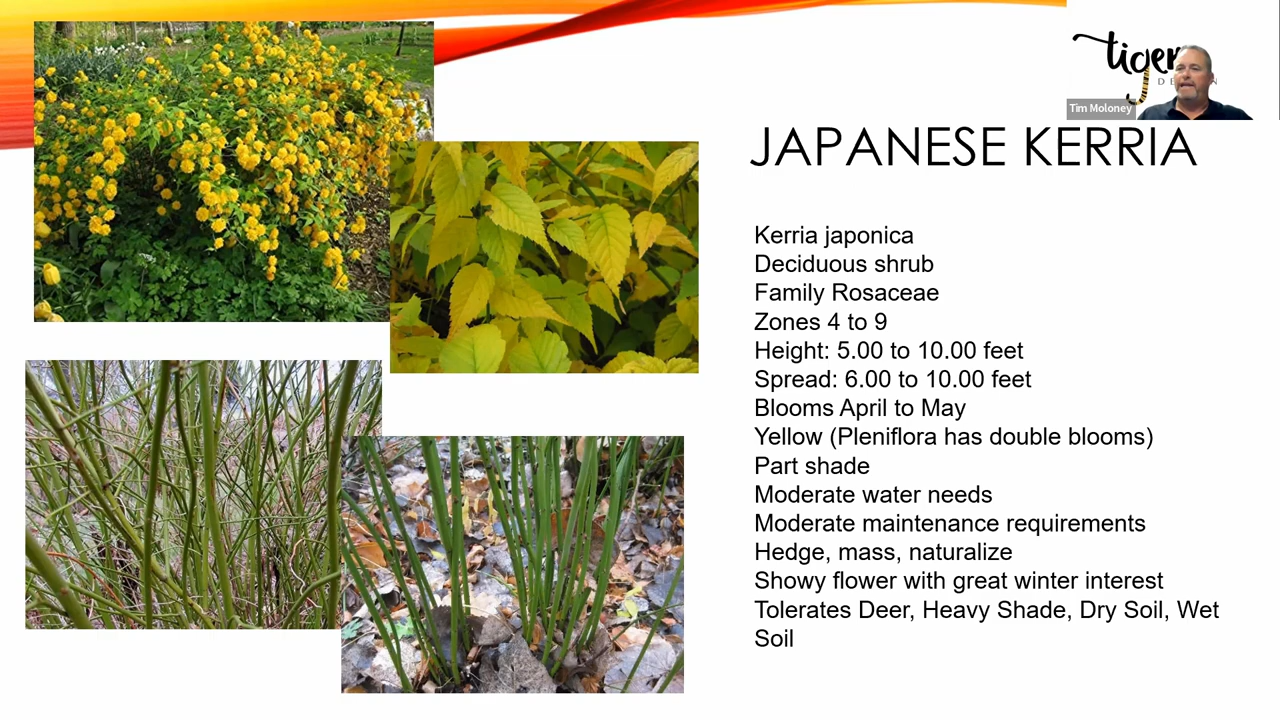 tiger
Tim Moloney
JAPANESE KERRIA
Kerria japonica
Deciduous shrub
Family Rosaceae
Zones 4 to 9
Height: 5.00 to 10.00 feet
Spread: 6.00 to 10.00 feet
Blooms April to May
Yellow (Pleniflora has double blooms)
Part shade
Moderate water needs
Moderate maintenance requirements
Hedge, mass, naturalize
Showy flower with great winter interest
Tolerates Deer, Heavy Shade, Dry Soil, Wet
Soil